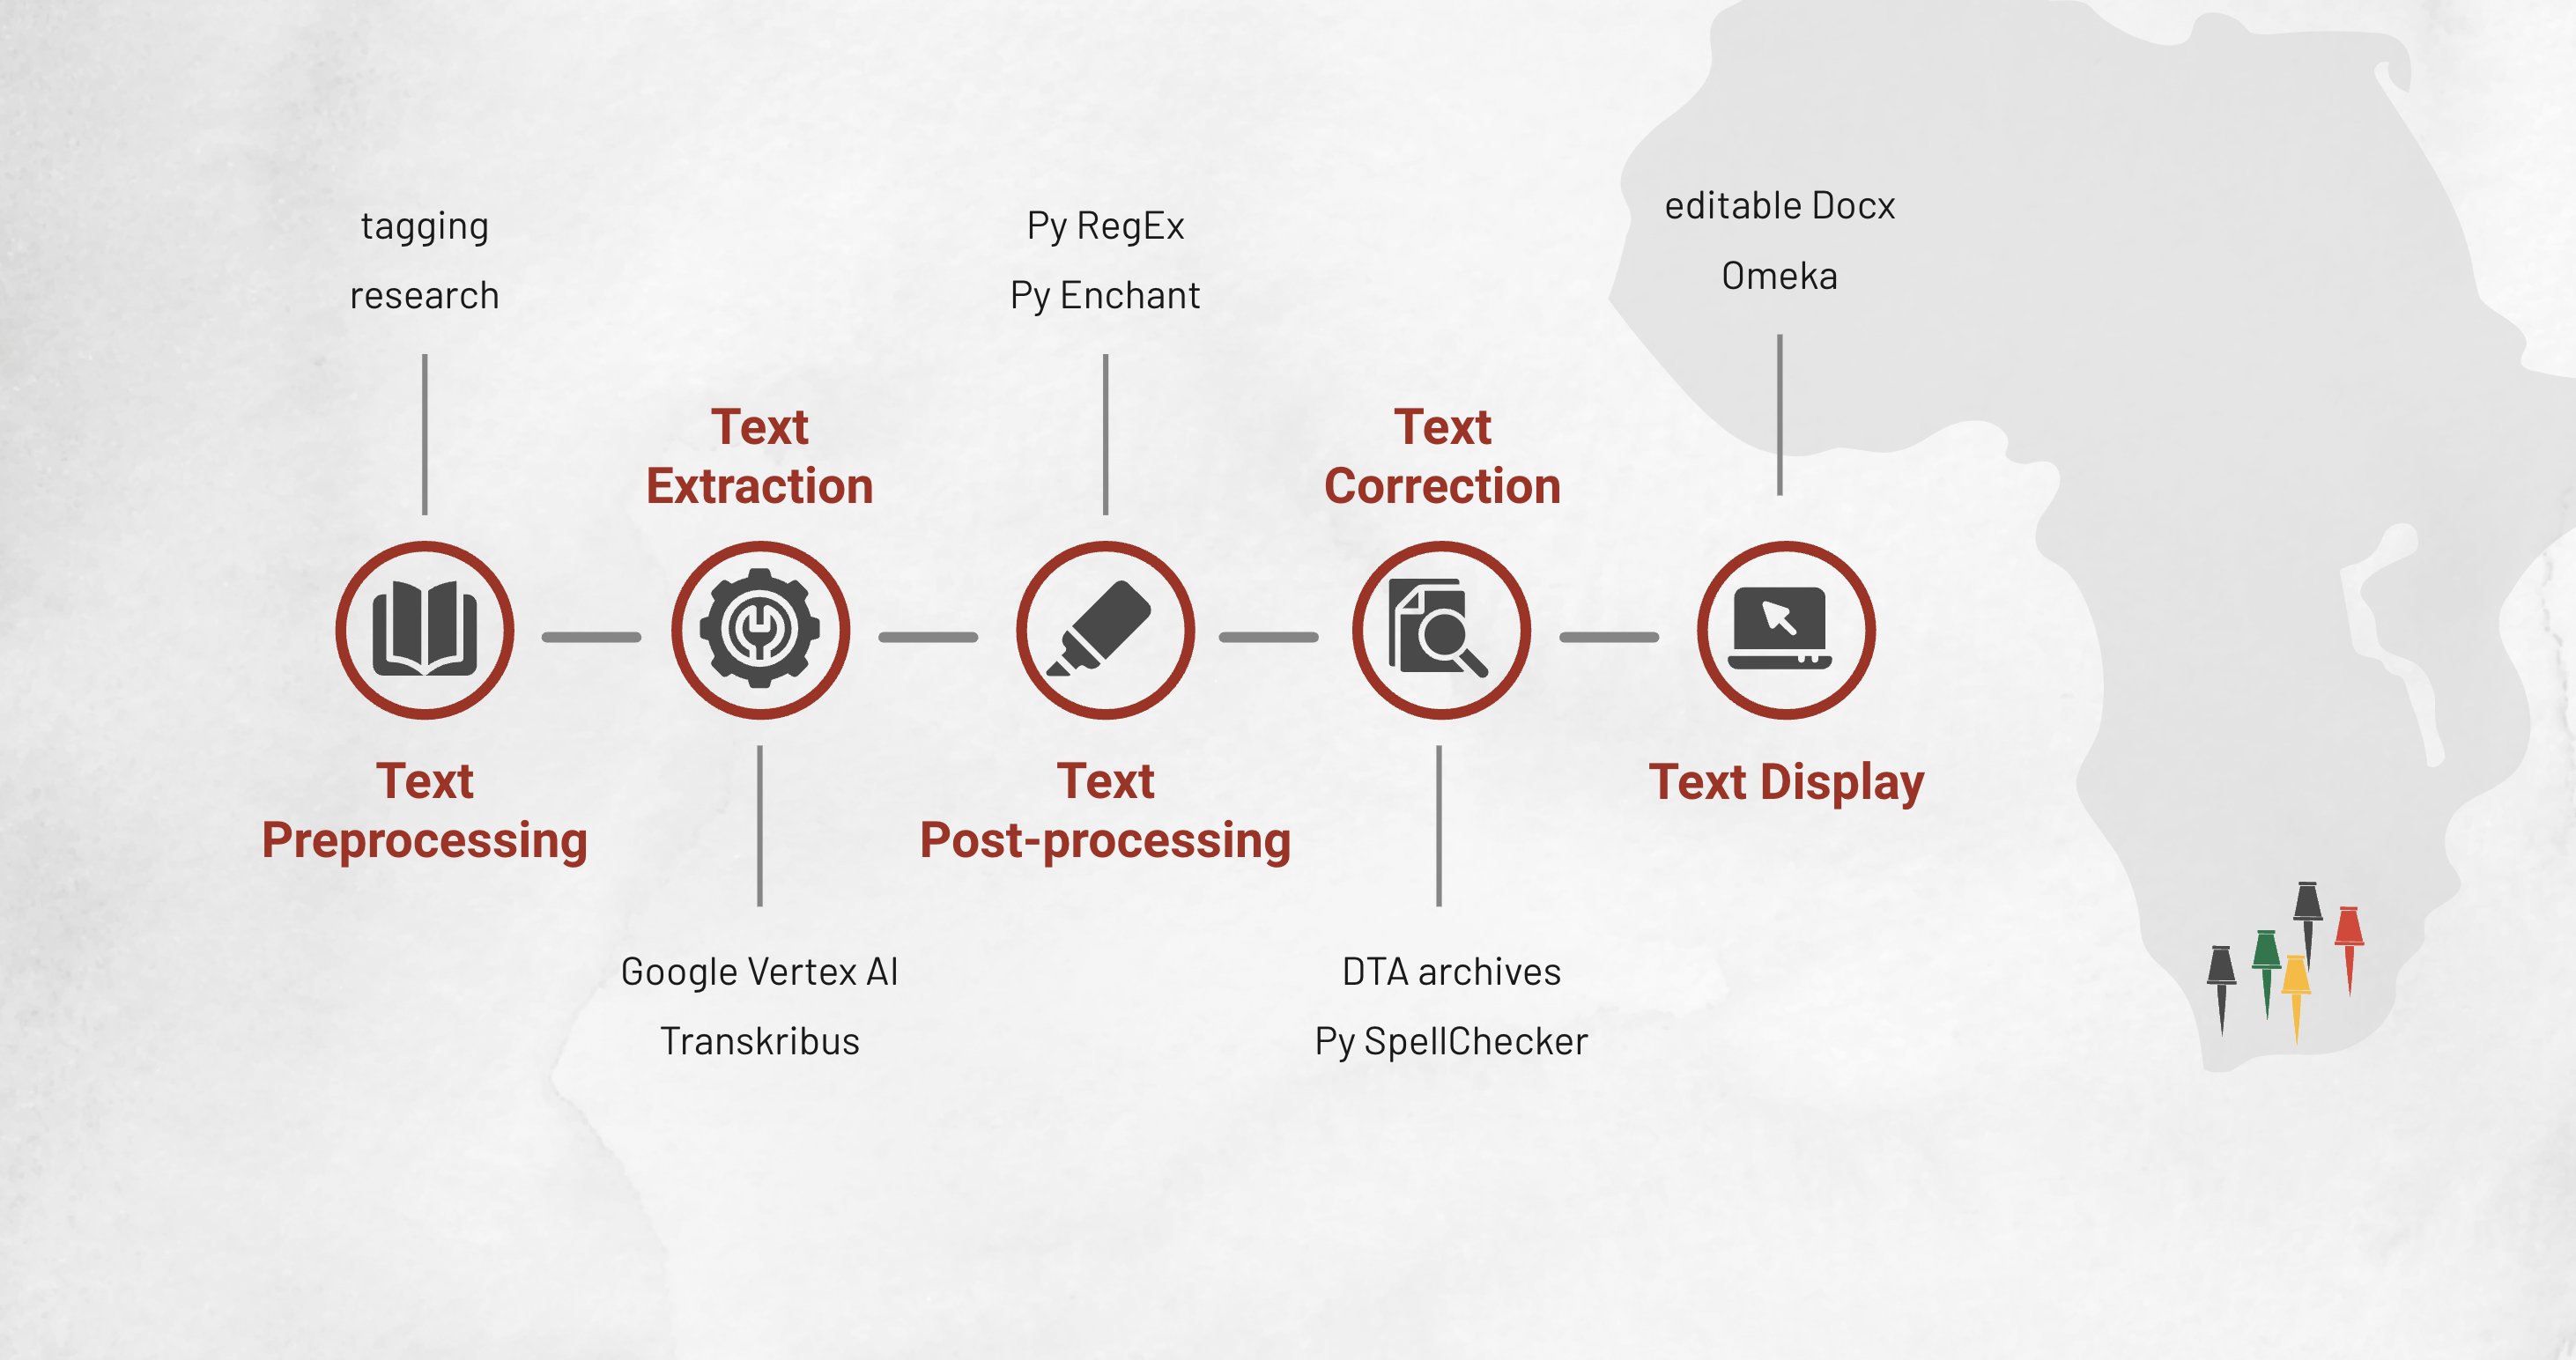 tagging
research
Text
Preprocessing
Text
Extraction
Google Vertex AI
Transkribus
Py RegEx
Py Enchant
Text
Post-processing
Text
Correction
DTA archives
Py SpellChecker
editable Docx
Omeka
Text Display